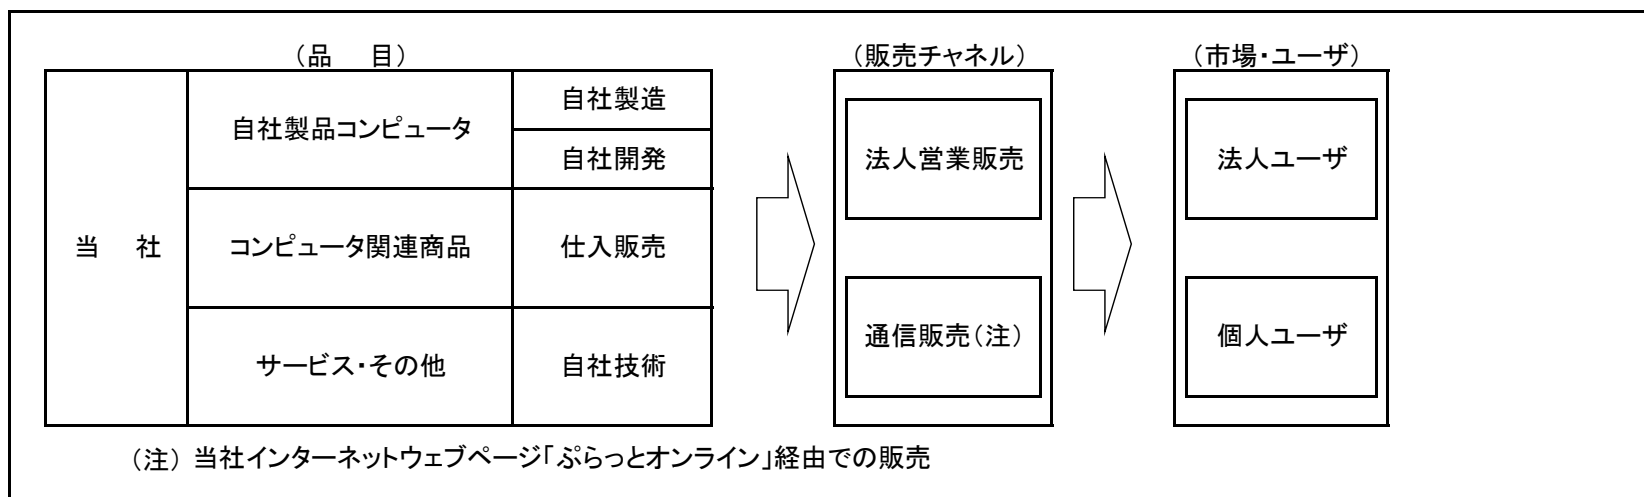 （品　目）
（販売チャネル）
（市場・ユーザ）
当　社
自社製品コンピュータ
自社製造
自社開発
コンピュータ関連商品
仕入販売
サービス・その他
自社技術
法人営業販売
通信販売（注）
法人ユーザ
個人ユーザ
（注）当社インターネットウェブページ「ぷらっとオンライン」経由での販売